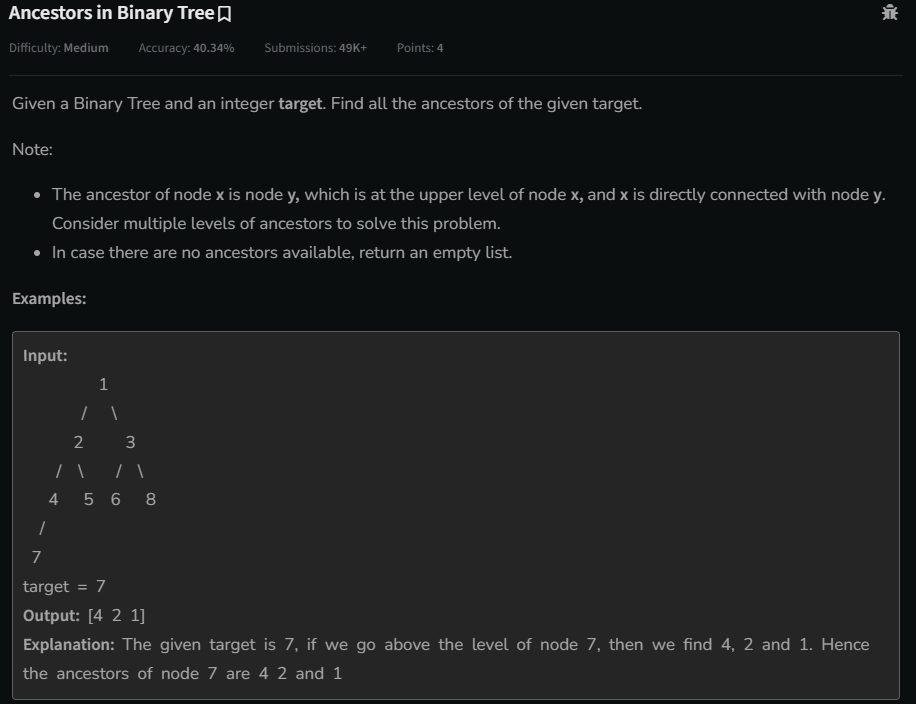 Ancestors in Binary Tree
Difficulty: Medium Accuracy: 40.34% Submissions: 49K+ Points: 4
Given a Binary Tree and an integer target. Find all the ancestors of the given target.
Note:
• The ancestor of node x is node y, which is at the upper level of node x, and x is directly connected with node y.
Consider multiple levels of ancestors to solve this problem.
• In case there are no ancestors available, return an empty list.
Examples:
Input:
1
/ \
2 3
/ \ / \
4 5 6 8
/
7
target = 7
Output: [4 2 1]
Explanation: The given target is 7, if we go above the level of node 7, then we find 4, 2 and 1. Hence
the ancestors of node 7 are 4 2 and 1